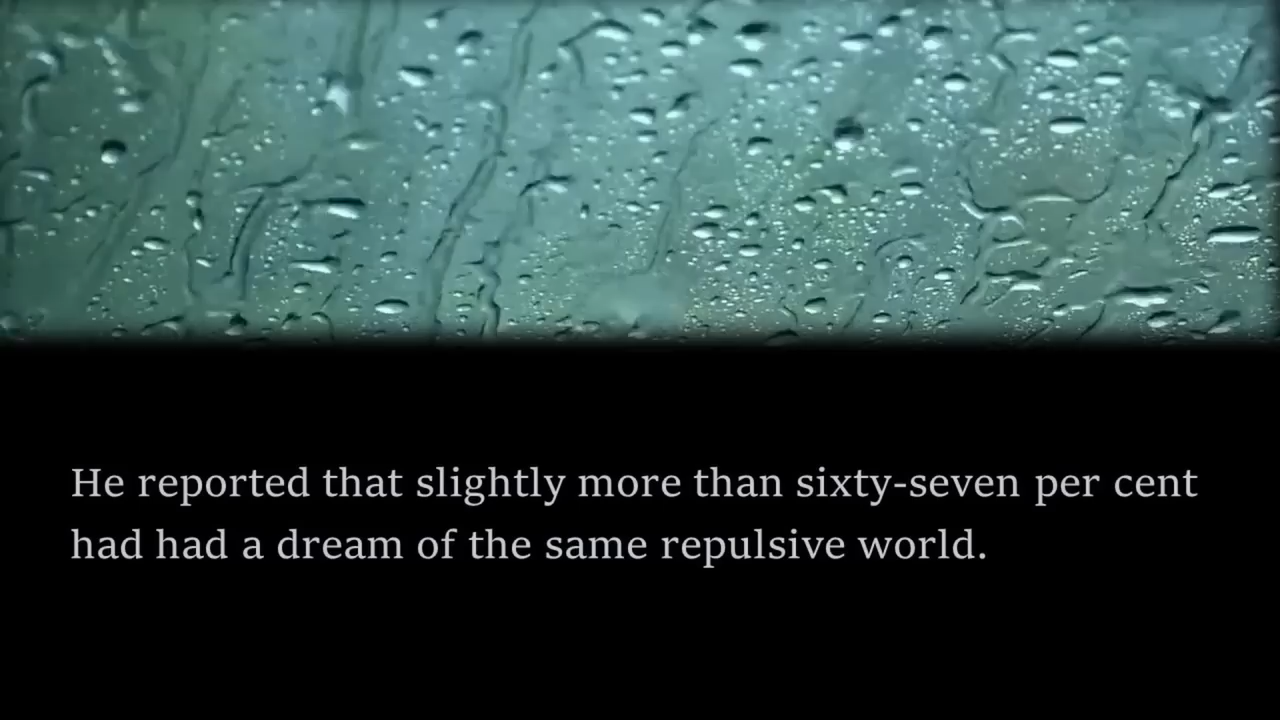 He reported that slightly more than sixty-seven per cent
had had a dream of the same repulsive world.